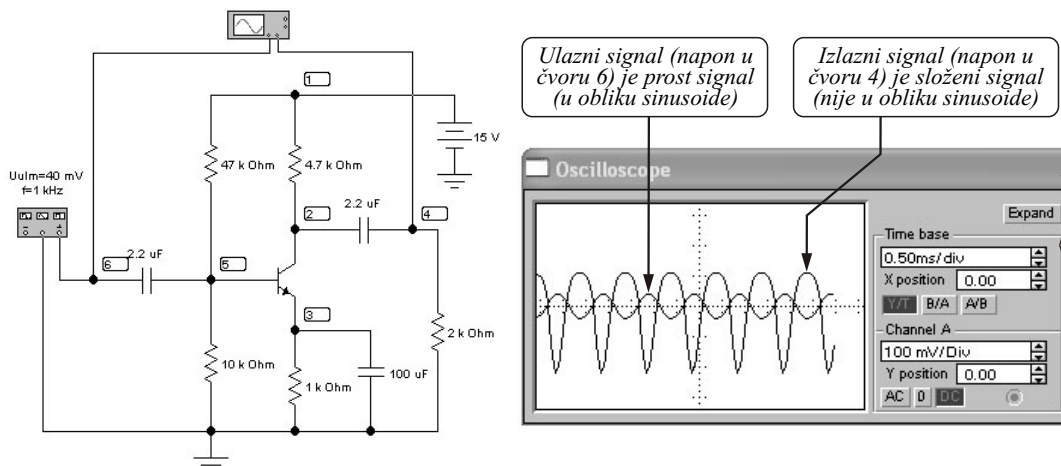 1
15 V
47 k Ohm
4.7 k Ohm
Uulm=40 mV
f=1 kHz
2
2.2 uF
4
2.2 uF
6
5
3
2 k Ohm
10 k Ohm
1 k Ohm
100 uF
Ulazni signal (napon u
čvoru 6) je prost signal
(u obliku sinusoide)
Izlazni signal (napon u
čvoru 4) je složeni signal
(nije u obliku sinusoide)
Oscilloscope
Expand
Time base
0.50ms/div
X position 0.00
Y/T B/A A/B
Channel A
100 mV/Div
Y position 0.00
AC 0 DC